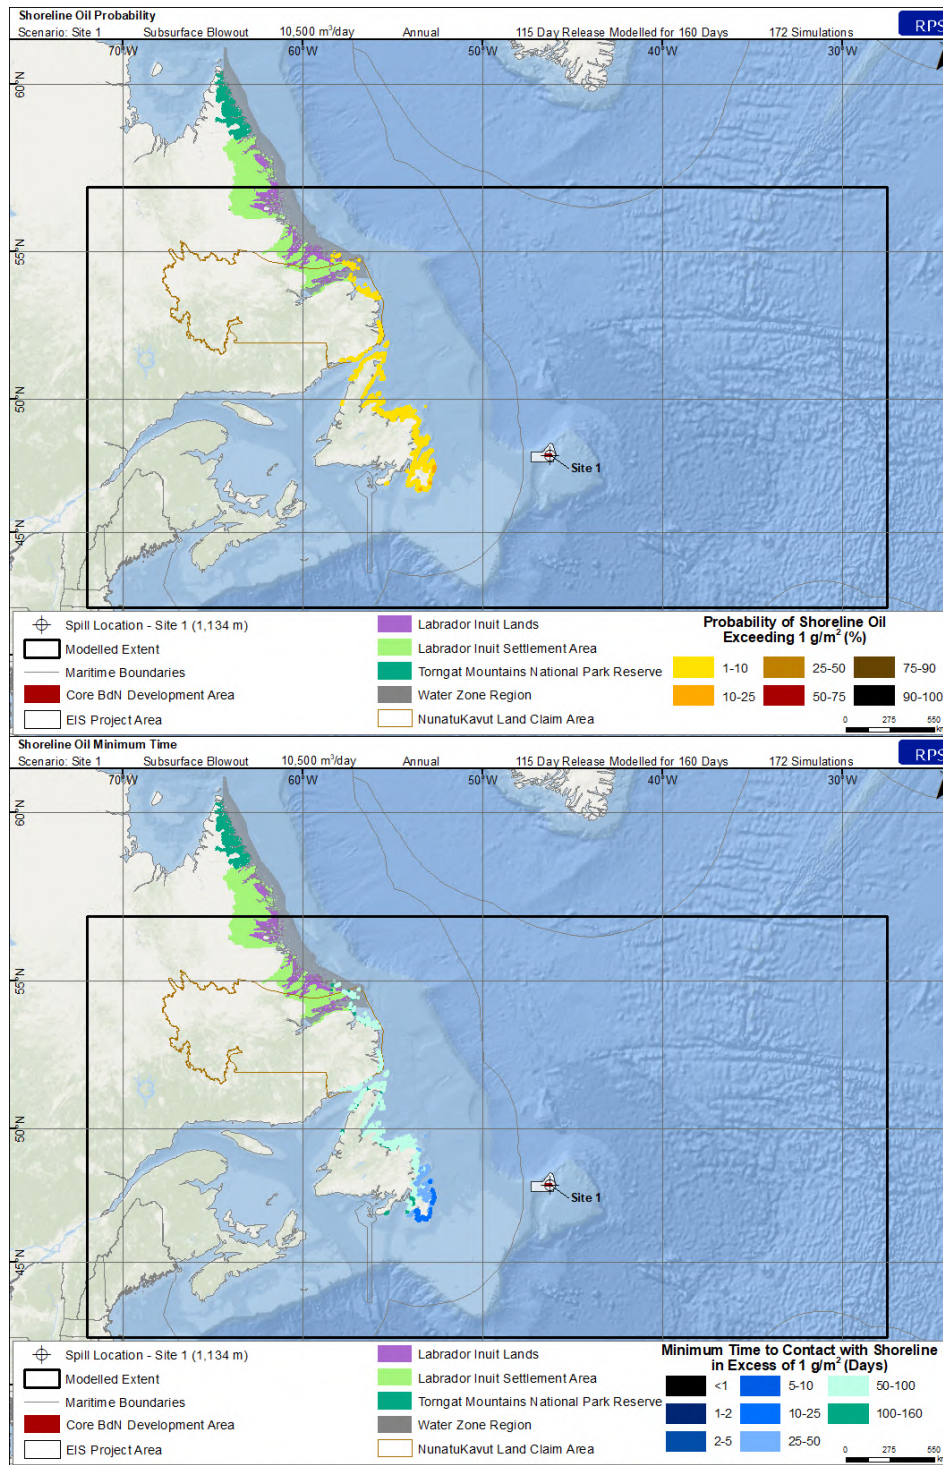 Shoreline Oil Probability
Scenario: Site 1 Subsurface Blowout 10,500 m³/day Annual 115 Day Release Modelled for 160 Days 172 Simulations
RPS
70°W 60°W 50°W 40°W 30°W
60°N
55°N
50°N
45°N
Site 1
Spill Location - Site 1 (1,134 m)
Modelled Extent
Maritime Boundaries
Core BdN Development Area
EIS Project Area
Labrador Inuit Lands
Labrador Inuit Settlement Area
Torngat Mountains National Park Reserve
Water Zone Region
NunatuKavut Land Claim Area
Probability of Shoreline Oil
Exceeding 1 g/m² (%)
1-10 25-50 75-90
10-25 50-75 90-100
0 275 550
Shoreline Oil Minimum Time
Scenario: Site 1 Subsurface Blowout 10,500 m³/day Annual 115 Day Release Modelled for 160 Days 172 Simulations
RPS
70°W 60°W 50°W 40°W 30°W
60°N
55°N
50°N
45°N
Site 1
Spill Location - Site 1 (1,134 m)
Modelled Extent
Maritime Boundaries
Core BdN Development Area
EIS Project Area
Labrador Inuit Lands
Labrador Inuit Settlement Area
Torngat Mountains National Park Reserve
Water Zone Region
NunatuKavut Land Claim Area
Minimum Time to Contact with Shoreline
in Excess of 1 g/m² (Days)
<1 5-10 50-100
1-2 10-25 100-160
2-5 25-50
0 275 550